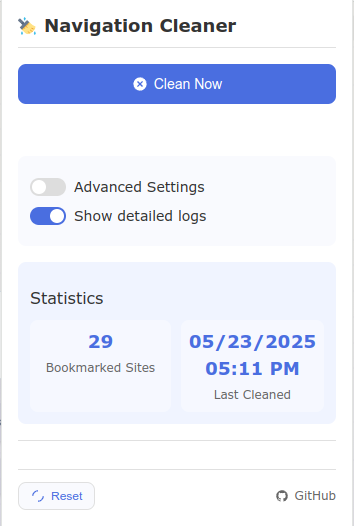 Navigation Cleaner
Clean Now
Advanced Settings
Show detailed logs
Statistics
29
Bookmarked Sites
05/23/2025
05:11 PM
Last Cleaned
Reset
GitHub